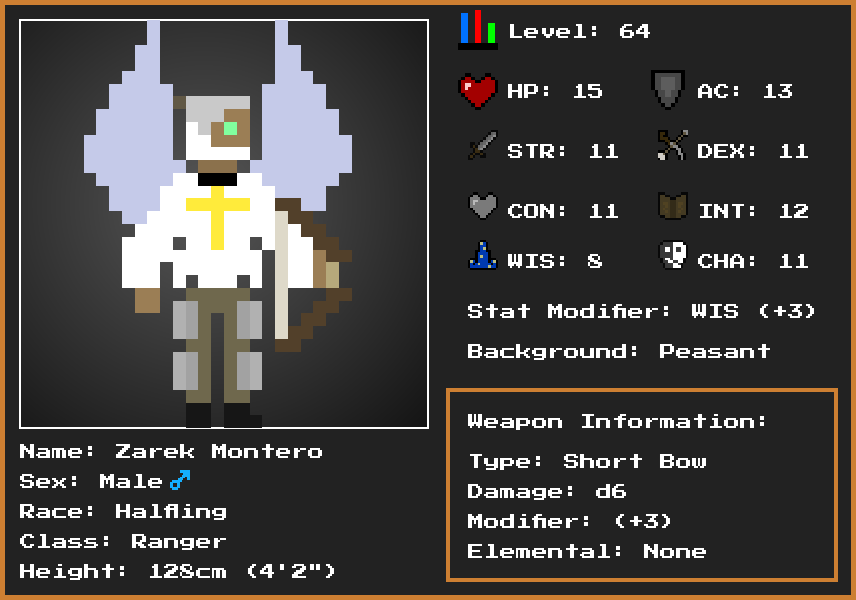 Level: 64
HP: 15 AC: 13
STR: 11 DEX: 11
CON: 11 INT: 12
WIS: 8 CHA: 11
Stat Modifier: WIS (+3)
Background: Peasant
Weapon Information:
Type: Short Bow
Damage: d6
Modifier: (+3)
Elemental: None
Name: Zarek Montero
Sex: Male♂
Race: Halfling
Class: Ranger
Height: 128cm (4'2")